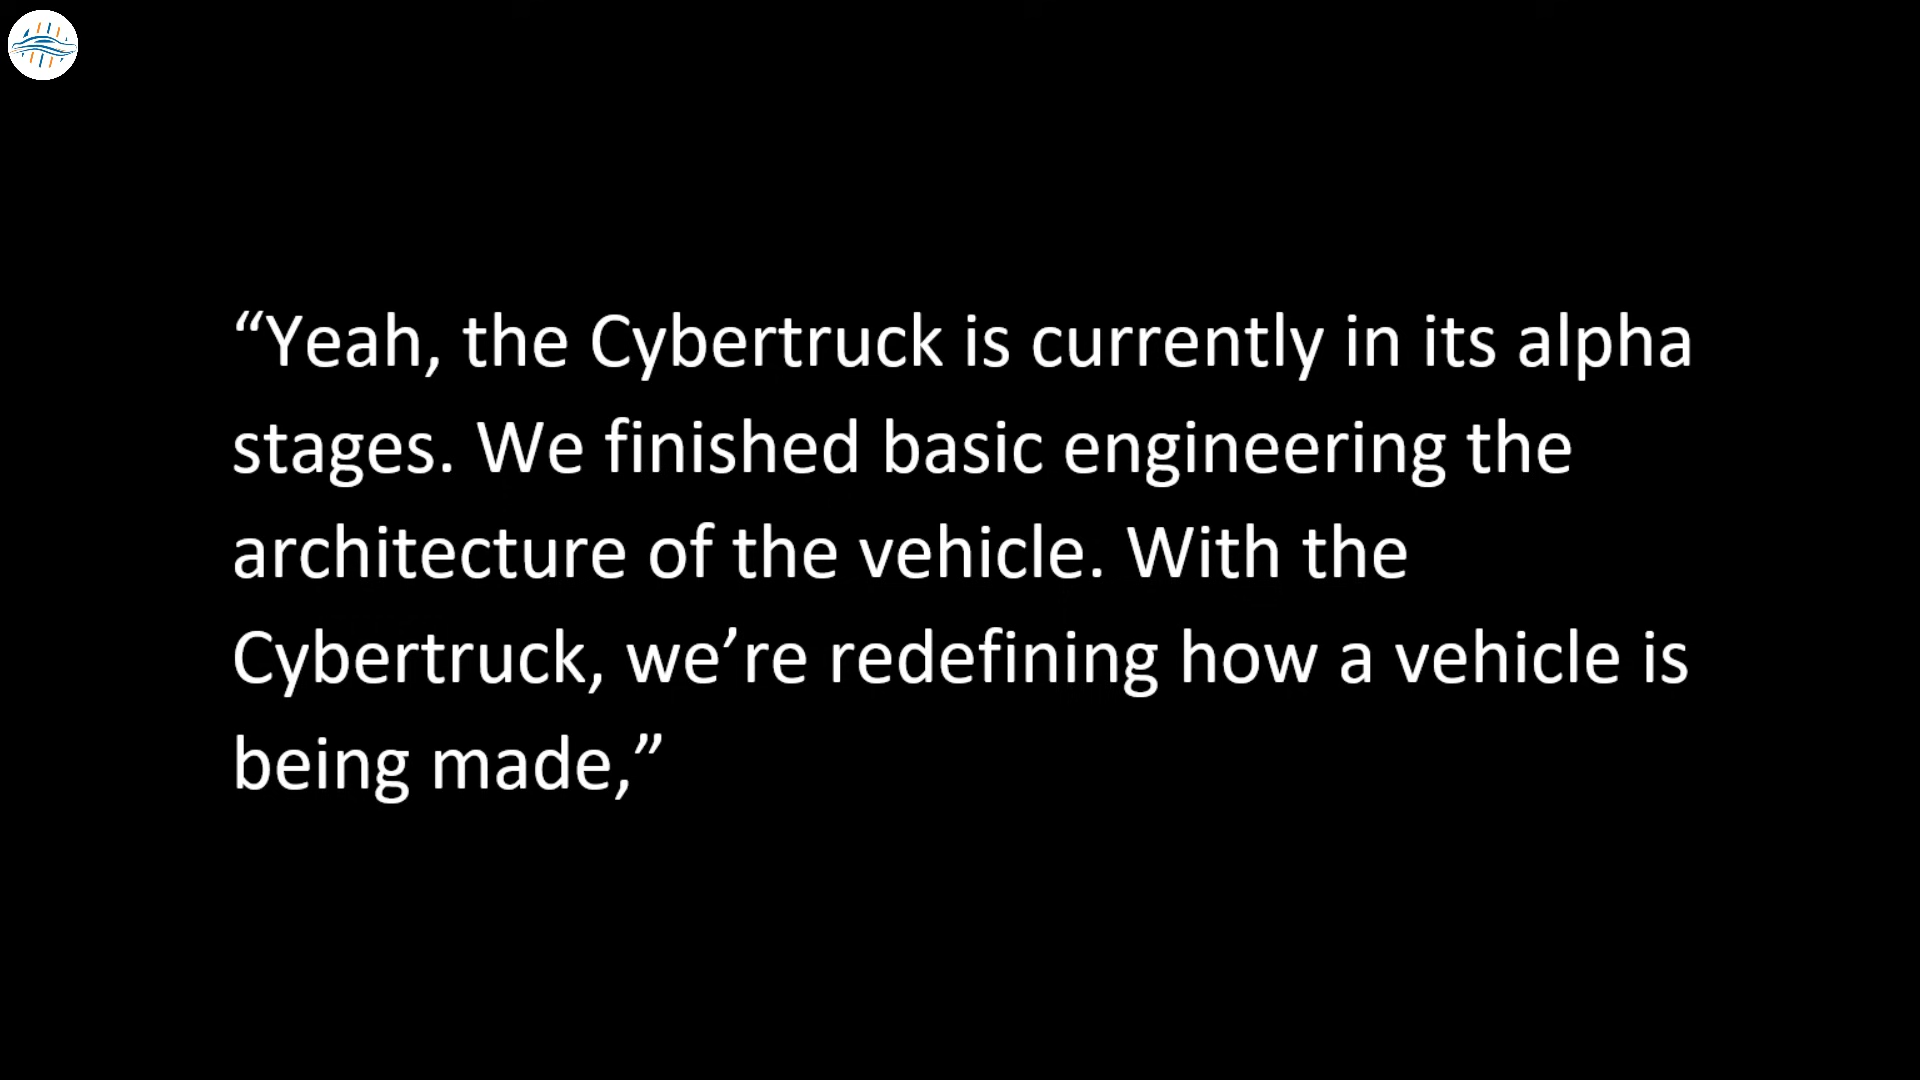 “Yeah, the Cybertruck is currently in its alpha
stages. We finished basic engineering the
architecture of the vehicle. With the
Cybertruck, we’re redefining how a vehicle is
being made,”